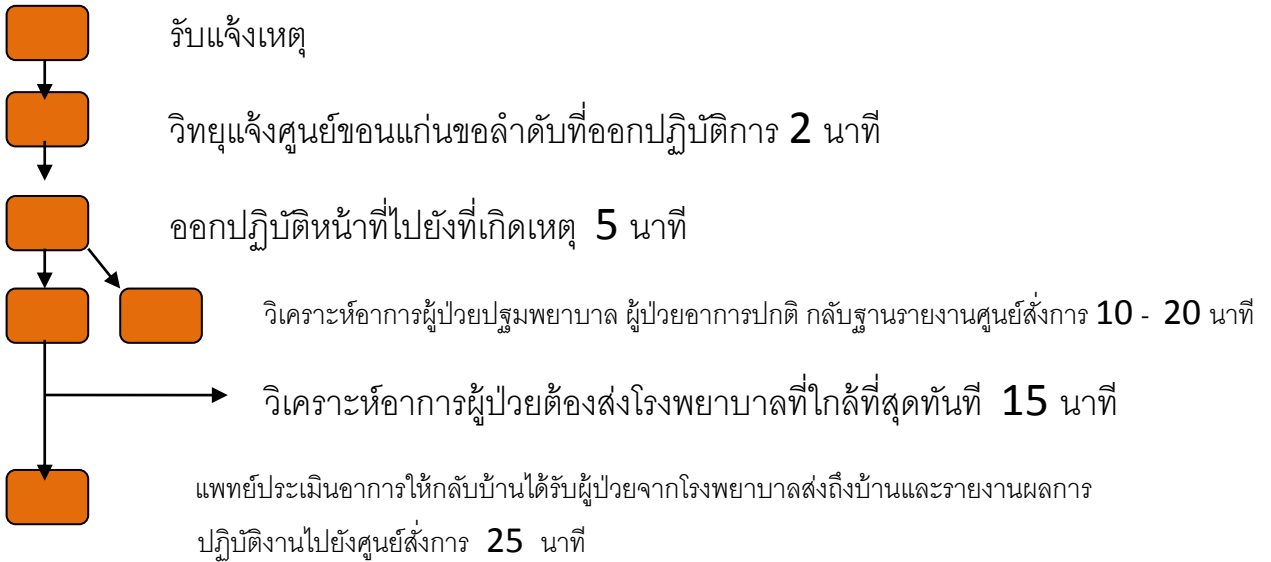 รับแจ้งเหตุ
วิทยุแจ้งศูนย์ขอนแก่นขอลำดับที่ออกปฏิบัติการ 2 นาที
ออกปฏิบัติหน้าที่ไปยังที่เกิดเหตุ 5 นาที
วิเคราะห์อาการผู้ป่วยปฐมพยาบาล ผู้ป่วยอาการปกติ กลับฐานรายงานศูนย์สั่งการ 10 - 20 นาที
วิเคราะห์อาการผู้ป่วยต้องส่งโรงพยาบาลที่ใกล้ที่สุดทันที 15 นาที
แพทย์ประเมินอาการให้กลับบ้านได้รับผู้ป่วยจากโรงพยาบาลส่งถึงบ้านและรายงานผลการ
ปฏิบัติงานไปยังศูนย์สั่งการ 25 นาที